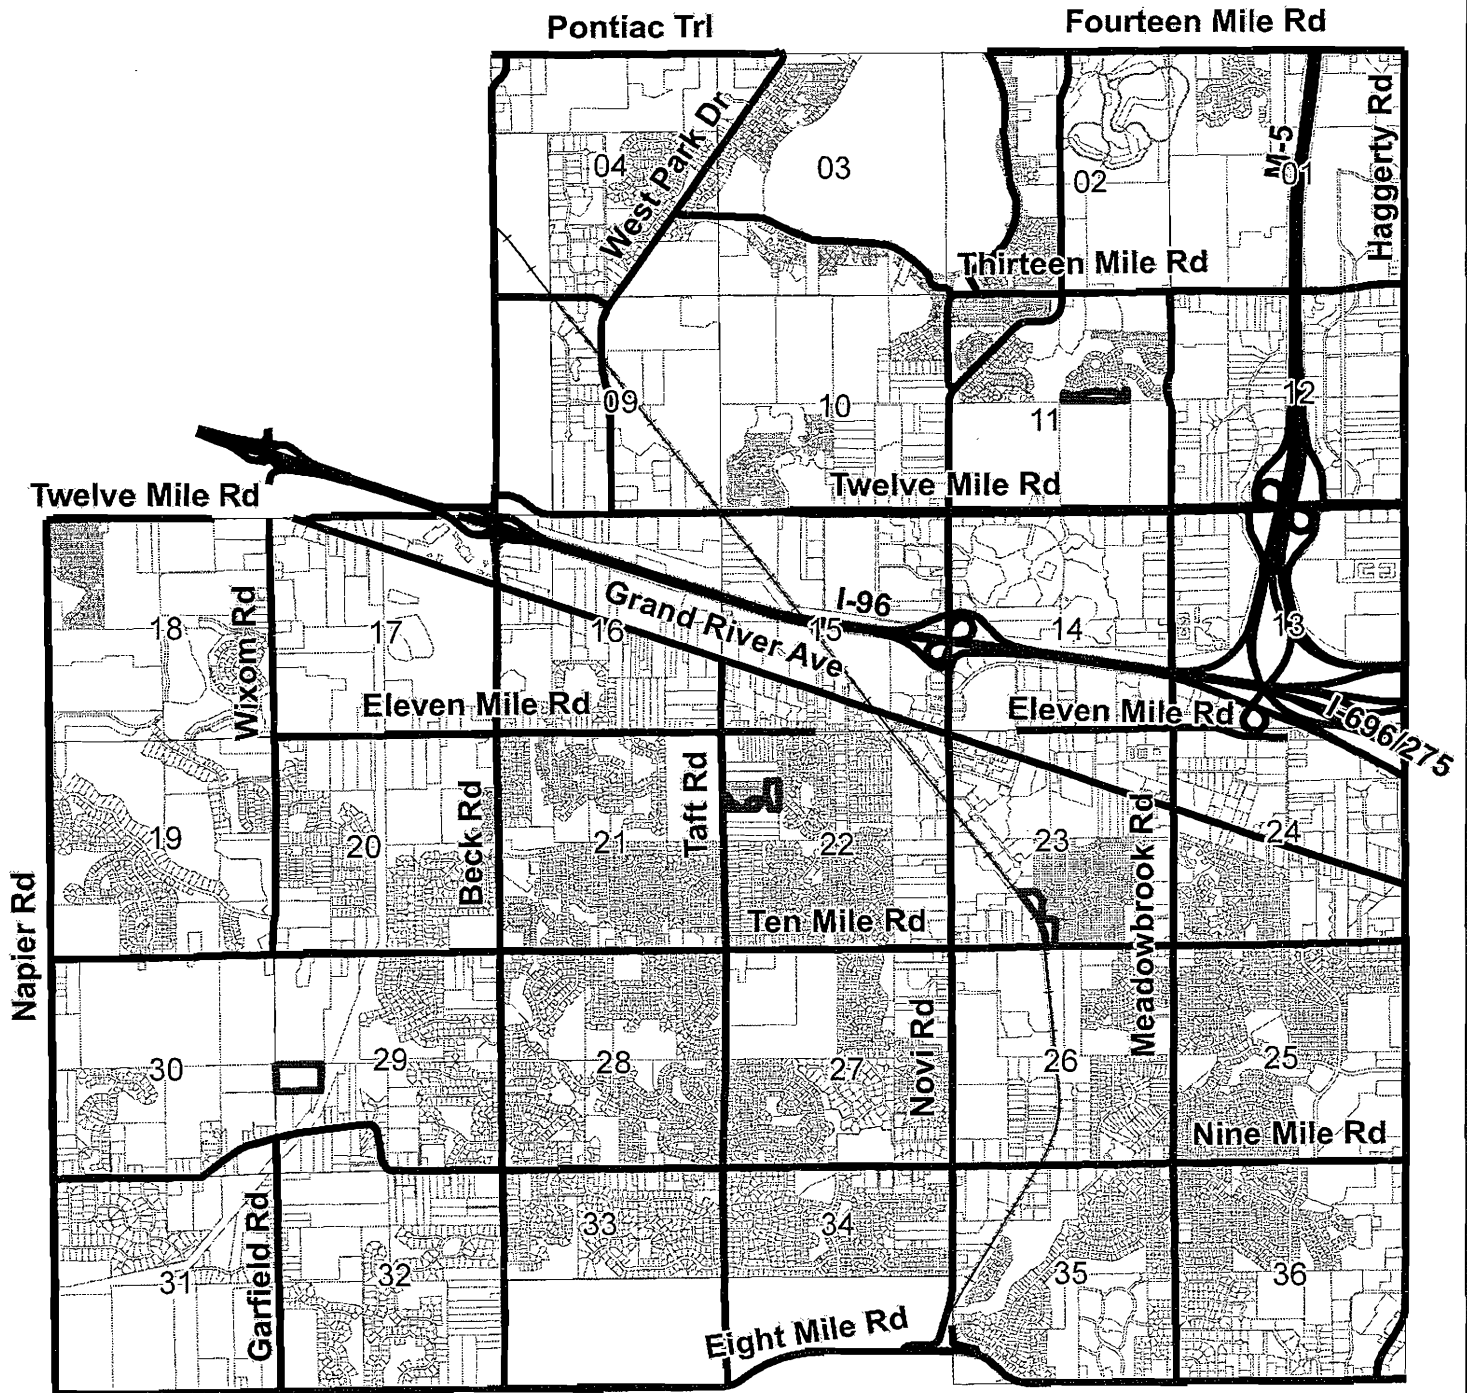 Pontiac Trl
Fourteen Mile Rd
West Park Dr
M-5
Haggerty Rd
04
03
02
01
Thirteen Mile Rd
09
10
11
12
Twelve Mile Rd
Twelve Mile Rd
Wixom Rd
Grand River Ave
I-96
18
17
16
15
14
13
Eleven Mile Rd
Eleven Mile Rd
I-696/275
Beck Rd
Taft Rd
Meadowbrook Rd
19
20
21
22
23
24
Napier Rd
Ten Mile Rd
Novi Rd
30
29
28
27
26
25
Nine Mile Rd
Garfield Rd
31
32
33
34
35
36
Eight Mile Rd